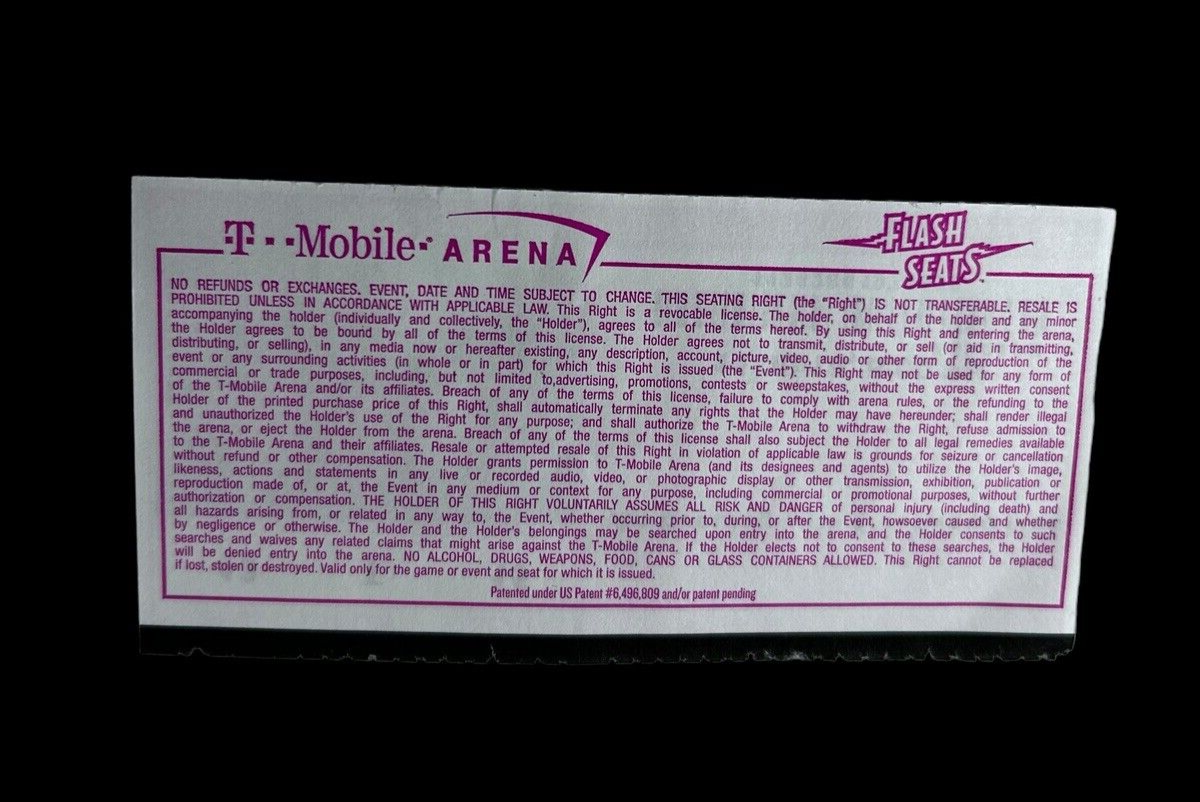 T··Mobile· ARENA
FLASH
SEATS
NO REFUNDS OR EXCHANGES. EVENT, DATE AND TIME SUBJECT TO CHANGE. THIS SEATING RIGHT (the “Right”) IS NOT TRANSFERABLE. RESALE IS
PROHIBITED UNLESS IN ACCORDANCE WITH APPLICABLE LAW. This Right is a revocable license. The holder, on behalf of the holder and any minor
accompanying the holder (individually and collectively, the “Holder”), agrees to all of the terms hereof. By using this Right and entering the arena,
the Holder agrees to be bound by all of the terms of this license. The Holder agrees not to transmit, distribute, or sell (or aid in transmitting,
distributing, or selling), in any media now or hereafter existing, any description, account, picture, video, audio or other form of reproduction of the
event or any surrounding activities (in whole or in part) for which this Right is issued (the “Event”). This Right may not be used for any form of
commercial or trade purposes, including, but not limited to,advertising, promotions, contests or sweepstakes, without the express written consent
of the T-Mobile Arena and/or its affiliates. Breach of any of the terms of this license, failure to comply with arena rules, or the refunding to the
Holder of the printed purchase price of this Right, shall automatically terminate any rights that the Holder may have hereunder; shall render illegal
and unauthorized the Holder’s use of the Right for any purpose; and shall authorize the T-Mobile Arena to withdraw the Right, refuse admission to
the arena, or eject the Holder from the arena. Breach of any of the terms of this license shall also subject the Holder to all legal remedies available
to the T-Mobile Arena and their affiliates. Resale or attempted resale of this Right in violation of applicable law is grounds for seizure or cancellation
without refund or other compensation. The Holder grants permission to T-Mobile Arena (and its designees and agents) to utilize the Holder’s image,
likeness, actions and statements in any live or recorded audio, video, or photographic display or other transmission, exhibition, publication or
reproduction made of, or at, the Event in any medium or context for any purpose, including commercial or promotional purposes, without further
authorization or compensation. THE HOLDER OF THIS RIGHT VOLUNTARILY ASSUMES ALL RISK AND DANGER of personal injury (including death) and
all hazards arising from, or related in any way to, the Event, whether occurring prior to, during, or after the Event, howsoever caused and whether
by negligence or otherwise. The Holder and the Holder’s belongings may be searched upon entry into the arena, and the Holder consents to such
searches and waives any related claims that might arise against the T-Mobile Arena. If the Holder elects not to consent to these searches, the Holder
will be denied entry into the arena. NO ALCOHOL, DRUGS, WEAPONS, FOOD, CANS OR GLASS CONTAINERS ALLOWED. This Right cannot be replaced
if lost, stolen or destroyed. Valid only for the game or event and seat for which it is issued.
Patented under US Patent #6,496,809 and/or patent pending